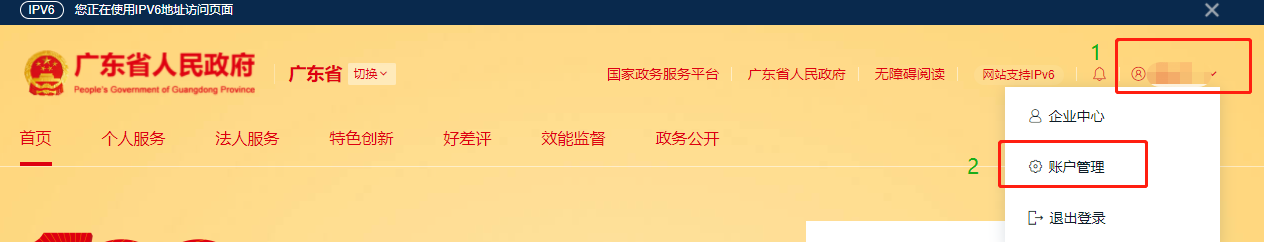 IPV6 您正在使用IPV6地址访问页面
广东省人民政府
People's Government of Guangdong Province
广东省 切换
国家政务服务平台 广东省人民政府 无障碍阅读 网站支持IPv6 1
首页 个人服务 法人服务 特色创新 好差评 效能监督 政务公开
企业中心
2 账户管理
退出登录